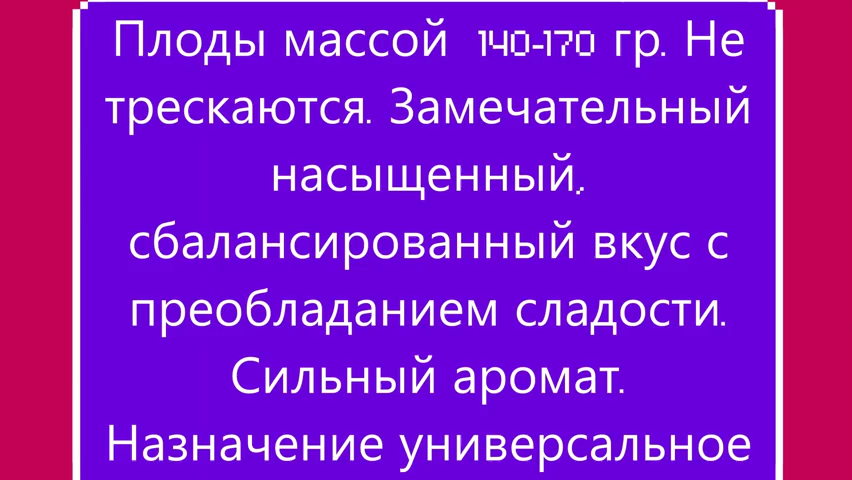 Плоды массой 140-170 гр. Не
трескаются. Замечательный
насыщенный,
сбалансированный вкус с
преобладанием сладости.
Сильный аромат.
Назначение универсальное